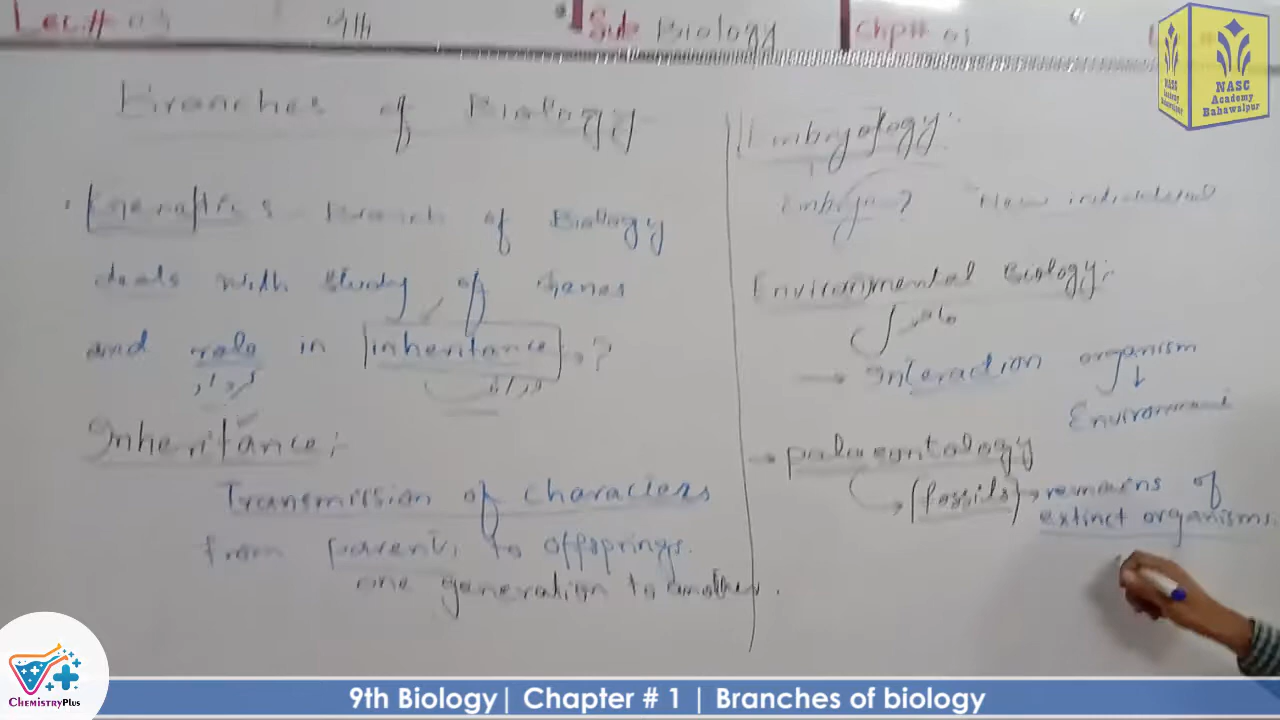 Lec:# 03 9th Sub Biology Chp# 01
Branches of Biology
Branch of Biology
deals with study of Genes
and role in inheritance.?
Inheritance:
Transmission of characters
from parents to offsprings.
one generation to another.
Embryology:
Embryo? New individual
Environmental Biology:
→ Interaction organism
↓
Environment
→ palaeontology
(fossils) → remains of
extinct organisms.
NASC
Academy
Bahawalpur
ChemistryPlus
9th Biology| Chapter # 1 | Branches of biology